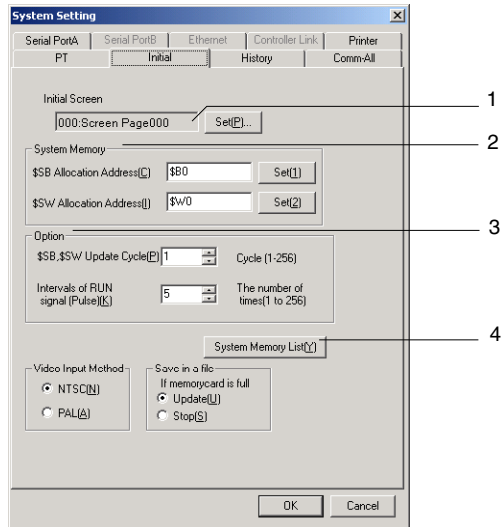 System Setting
Serial PortA Serial PortB Ethernet Controller Link Printer
PT Initial History Comm-All
Initial Screen
1
000:Screen Page000 Set(P)...
2
System Memory
$SB Allocation Address(C) $B0 Set(1)
$SW Allocation Address(I) $W0 Set(2)
3
Option
$SB,$SW Update Cycle(P) 1 Cycle (1-256)
Intervals of RUN signal (Pulse)(K) 5 The number of times(1 to 256)
4
System Memory List(Y)
Video Input Method Save in a file
If memorycard is full
NTSC(N) Update(U)
PAL(A) Stop(S)
OK Cancel